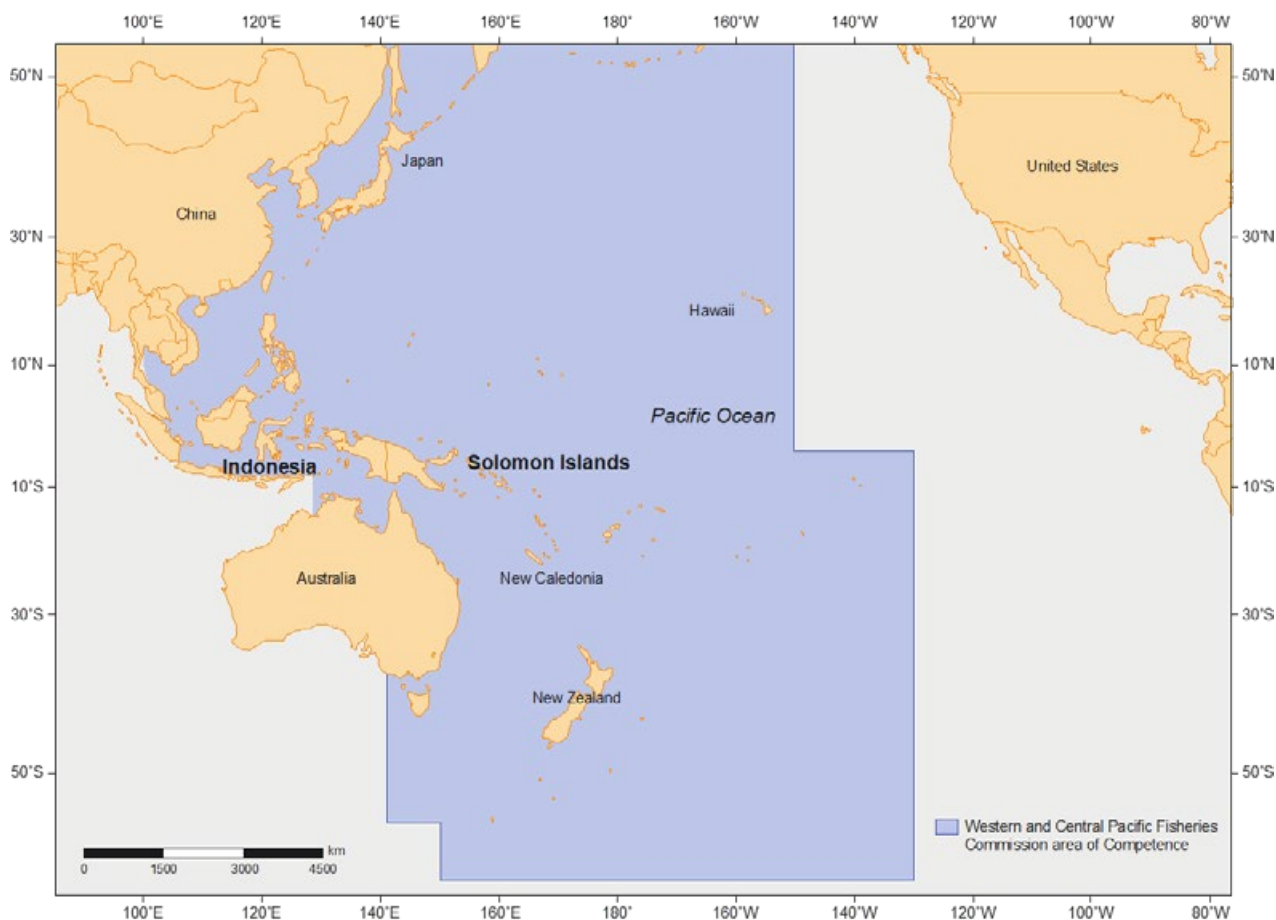 100°E 120°E 140°E 160°E 180° 160°W 140°W 120°W 100°W 80°W
50°N 50°N
Japan
United States
China
30°N 30°N
Hawaii
10°N 10°N
Pacific Ocean
Indonesia Solomon Islands
10°S 10°S
Australia New Caledonia
30°S 30°S
New Zealand
50°S 50°S
Western and Central Pacific Fisheries
Commission area of Competence
km
0 1500 3000 4500
100°E 120°E 140°E 160°E 180° 160°W 140°W 120°W 100°W 80°W